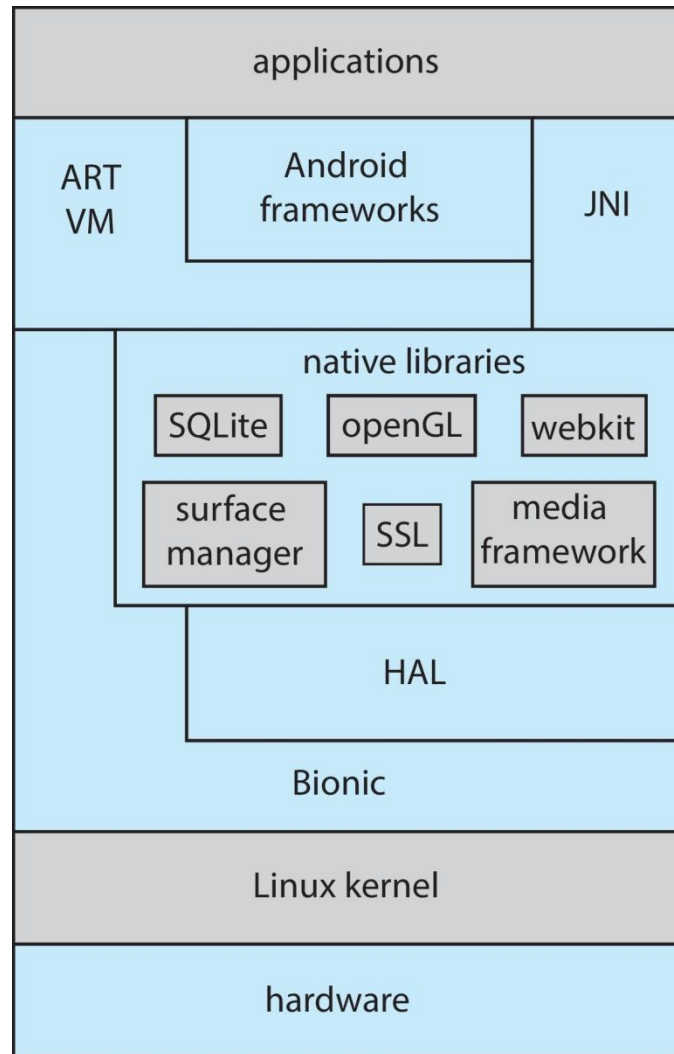 applications
ART
VM
Android
frameworks
JNI
native libraries
SQLite
openGL
webkit
surface
manager
SSL
media
framework
HAL
Bionic
Linux kernel
hardware